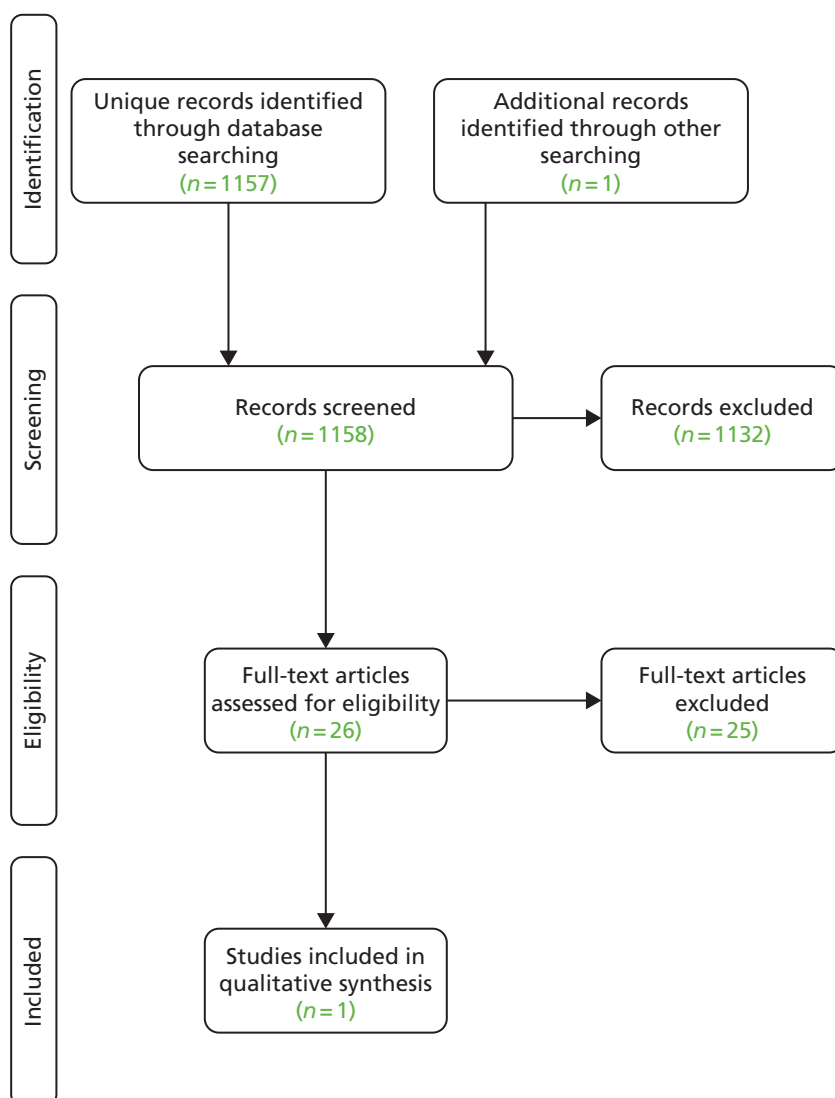 Identification
Unique records identified
through database
searching
(n=1157)
Additional records
identified through other
searching
(n=1)
Screening
Records screened
(n=1158)
Records excluded
(n=1132)
Eligibility
Full-text articles
assessed for eligibility
(n=26)
Full-text articles
excluded
(n=25)
Included
Studies included in
qualitative synthesis
(n=1)